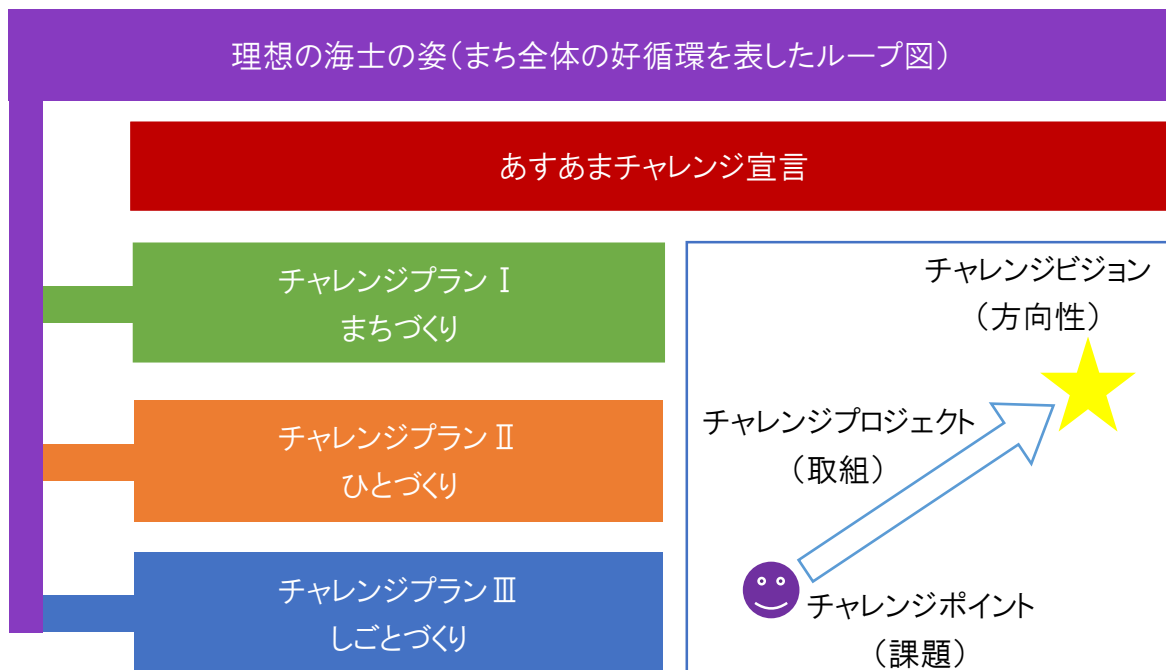 理想の海士の姿(まち全体の好循環を表したループ図)
あすあまチャレンジ宣言
チャレンジプランⅠ
まちづくり
チャレンジプランⅡ
ひとづくり
チャレンジプランⅢ
しごとづくり
チャレンジビジョン
(方向性)
チャレンジプロジェクト
(取組)
チャレンジポイント
(課題)